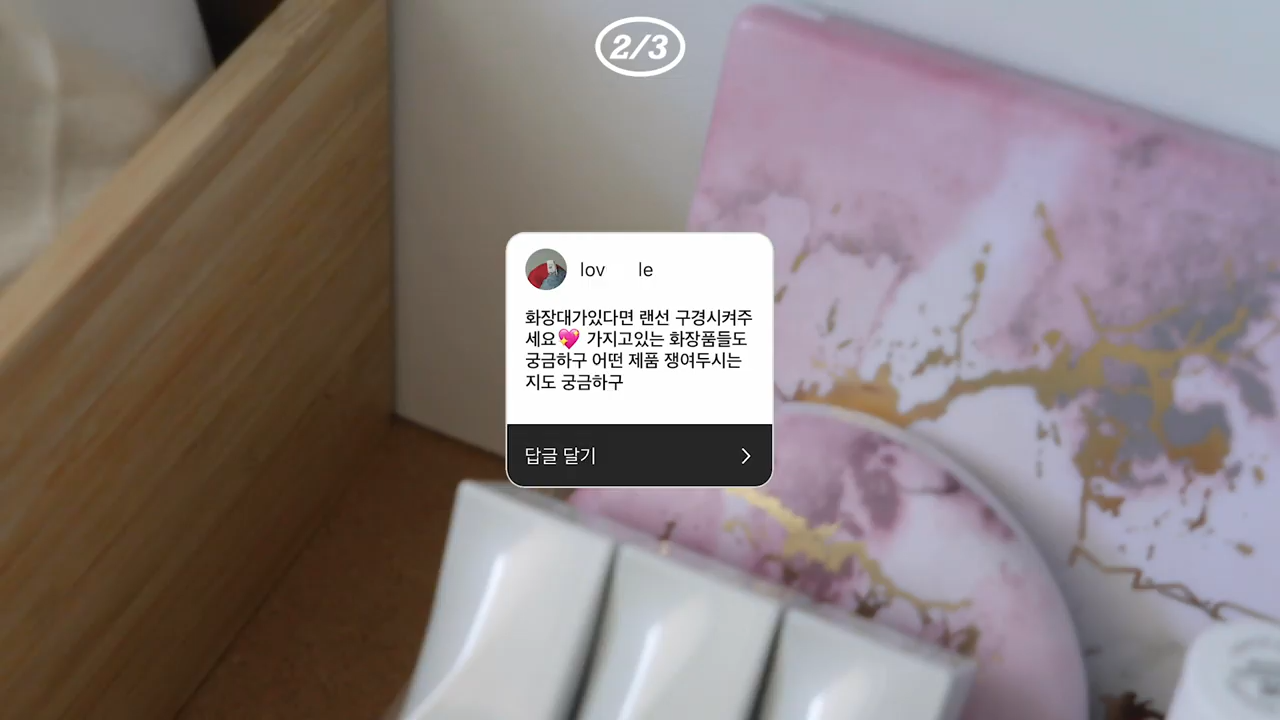 2/3
lov le
화장대가있다면 랜선 구경시켜주
세요💖 가지고있는 화장품들도
궁금하구 어떤 제품 쟁여두시는
지도 궁금하구
답글 달기